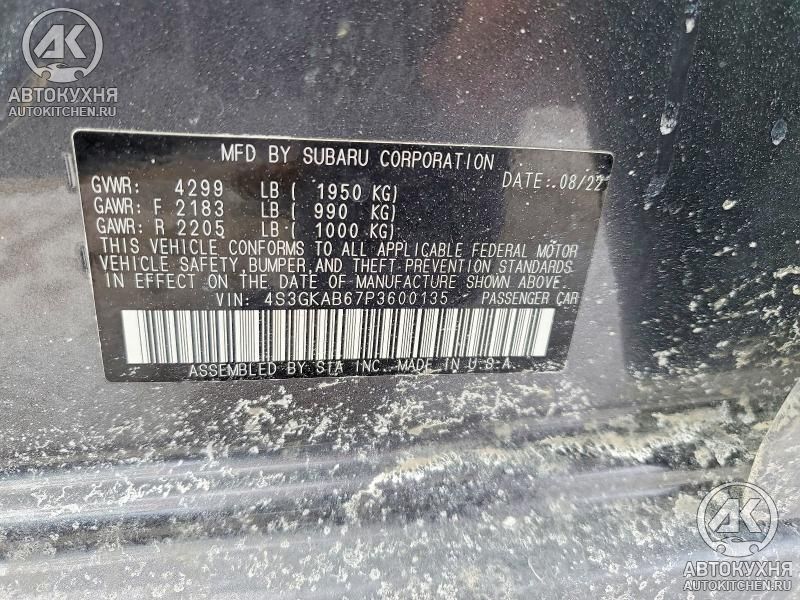 АК
АВТОКУХНЯ
AUTOKITCHEN.RU
MFD BY SUBARU CORPORATION
GVWR: 4299 LB ( 1950 KG) DATE: 08/22
GAWR: F 2183 LB ( 990 KG)
GAWR: R 2205 LB ( 1000 KG)
THIS VEHICLE CONFORMS TO ALL APPLICABLE FEDERAL MOTOR
VEHICLE SAFETY, BUMPER, AND THEFT PREVENTION STANDARDS
IN EFFECT ON THE DATE OF MANUFACTURE SHOWN ABOVE.
VIN: 4S3GKAB67P3600135 PASSENGER CAR
ASSEMBLED BY SIA INC. MADE IN U.S.A.
АК
АВТОКУХНЯ
AUTOKITCHEN.RU